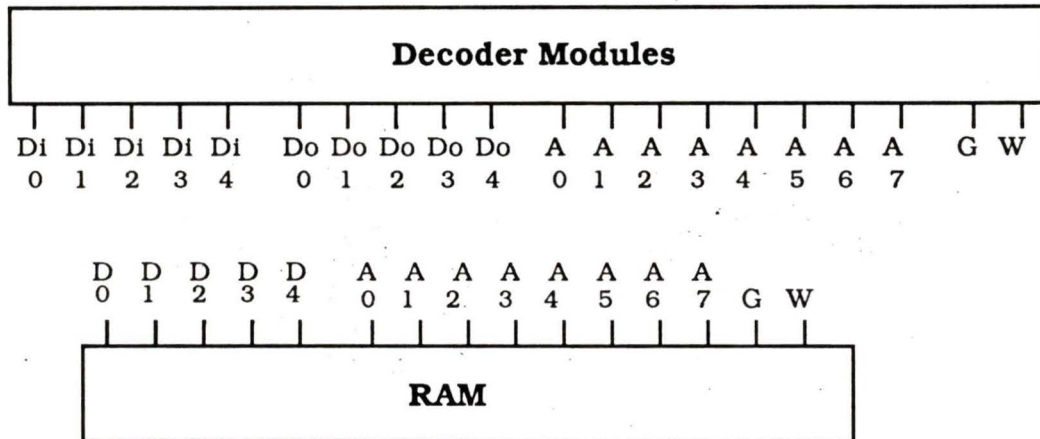 Decoder Modules
Di Di Di Di Di Do Do Do Do Do A A A A A A A A G W
0 1 2 3 4 0 1 2 3 4 0 1 2 3 4 5 6 7
D D D D D A A A A A A A A
0 1 2 3 4 0 1 2 3 4 5 6 7 G W
RAM